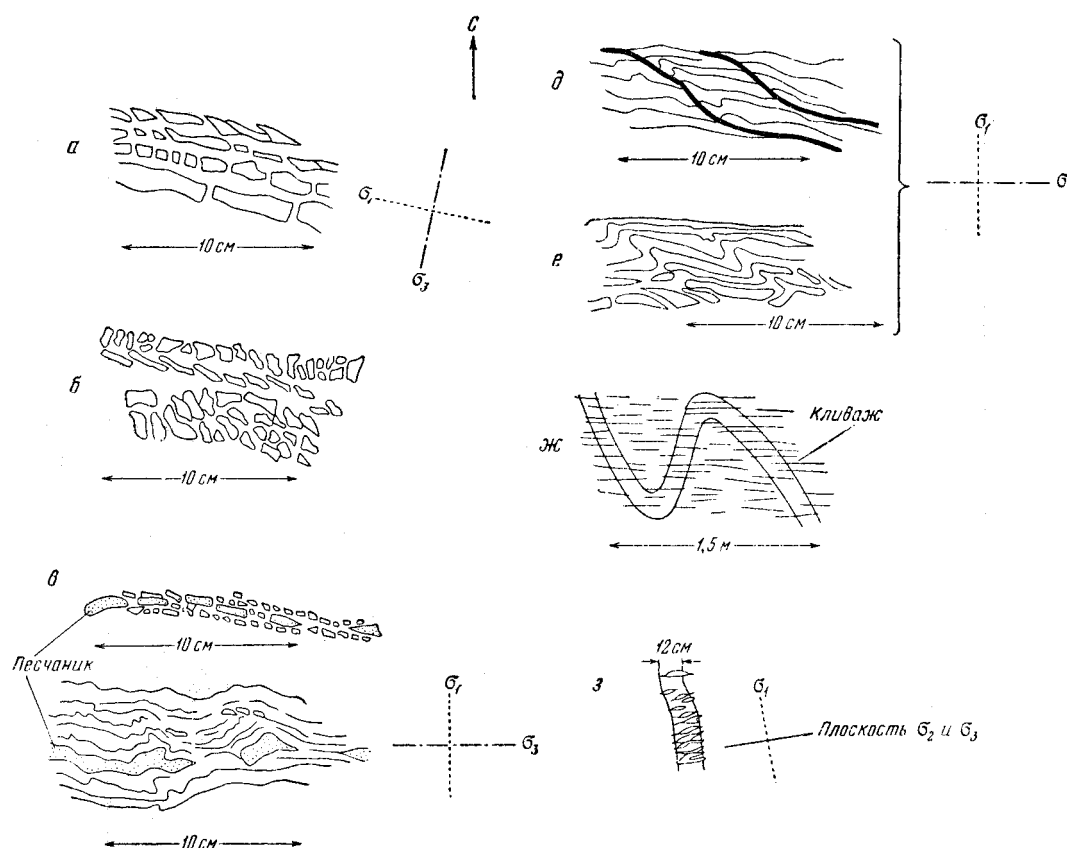 С
а
10 см
σ₁
σ₃
б
10 см
в
10 см
Песчаник
10 см
σ₁
σ₃
д
10 см
е
10 см
σ₁
σ
ж
Кливаж
1,5 м
з
12 см
σ₁
Плоскость σ₂ и σ₃